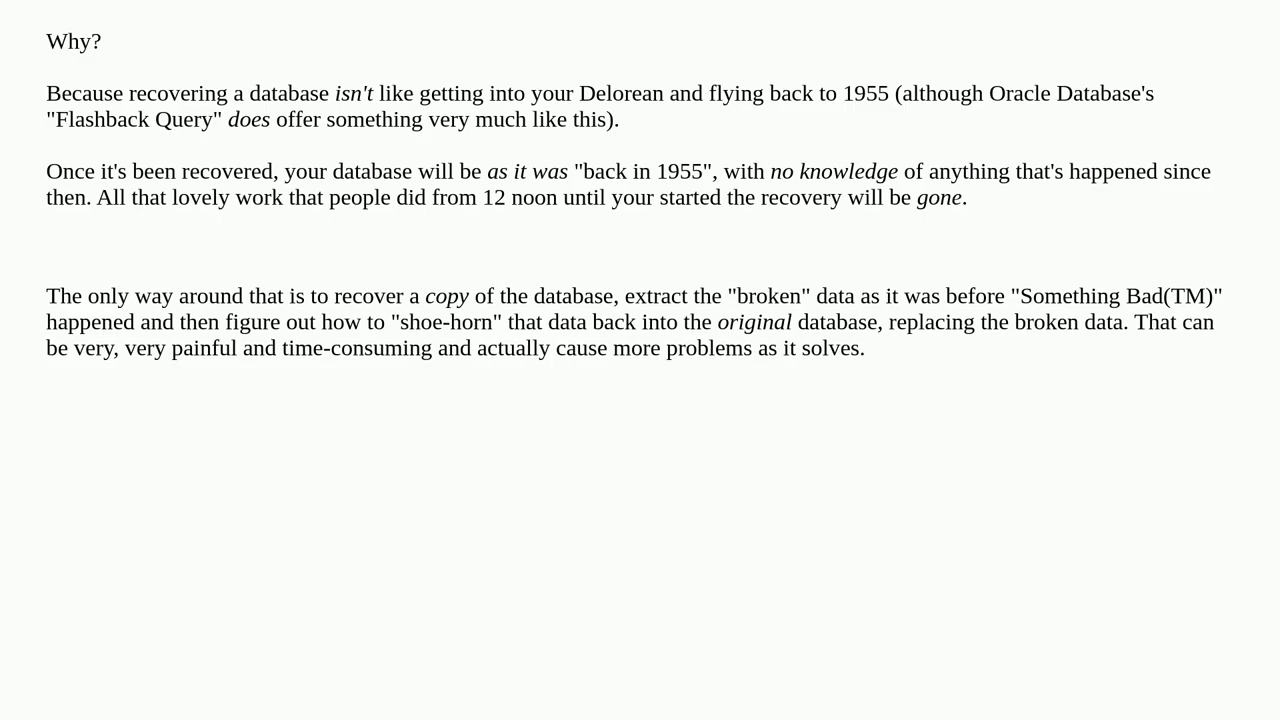 Why?
Because recovering a database isn't like getting into your Delorean and flying back to 1955 (although Oracle Database's
"Flashback Query" does offer something very much like this).
Once it's been recovered, your database will be as it was "back in 1955", with no knowledge of anything that's happened since
then. All that lovely work that people did from 12 noon until your started the recovery will be gone.
The only way around that is to recover a copy of the database, extract the "broken" data as it was before "Something Bad(TM)"
happened and then figure out how to "shoe-horn" that data back into the original database, replacing the broken data. That can
be very, very painful and time-consuming and actually cause more problems as it solves.